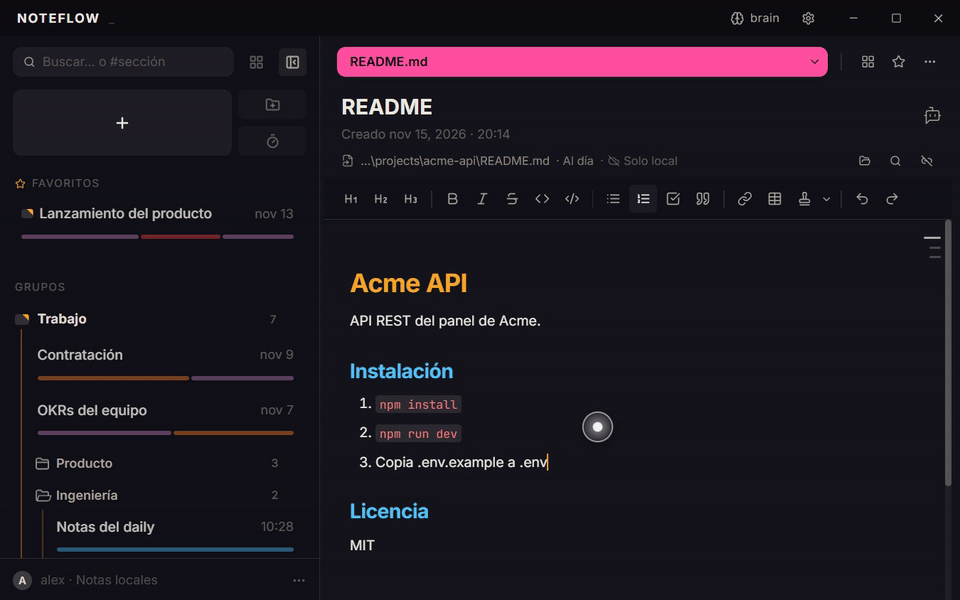 NOTEFLOW _
brain
Buscar... o #sección
README.md
+
FAVORITOS
Lanzamiento del producto nov 13
GRUPOS
Trabajo 7
Contratación nov 9
OKRs del equipo nov 7
Producto 3
Ingeniería 2
Notas del daily 10:28
A alex · Notas locales
README
Creado nov 15, 2026 · 20:14
...\projects\acme-api\README.md · Al día · Solo local
H1 H2 H3 B I S
Acme API
API REST del panel de Acme.
Instalación
1. npm install
2. npm run dev
3. Copia .env.example a .env
Licencia
MIT